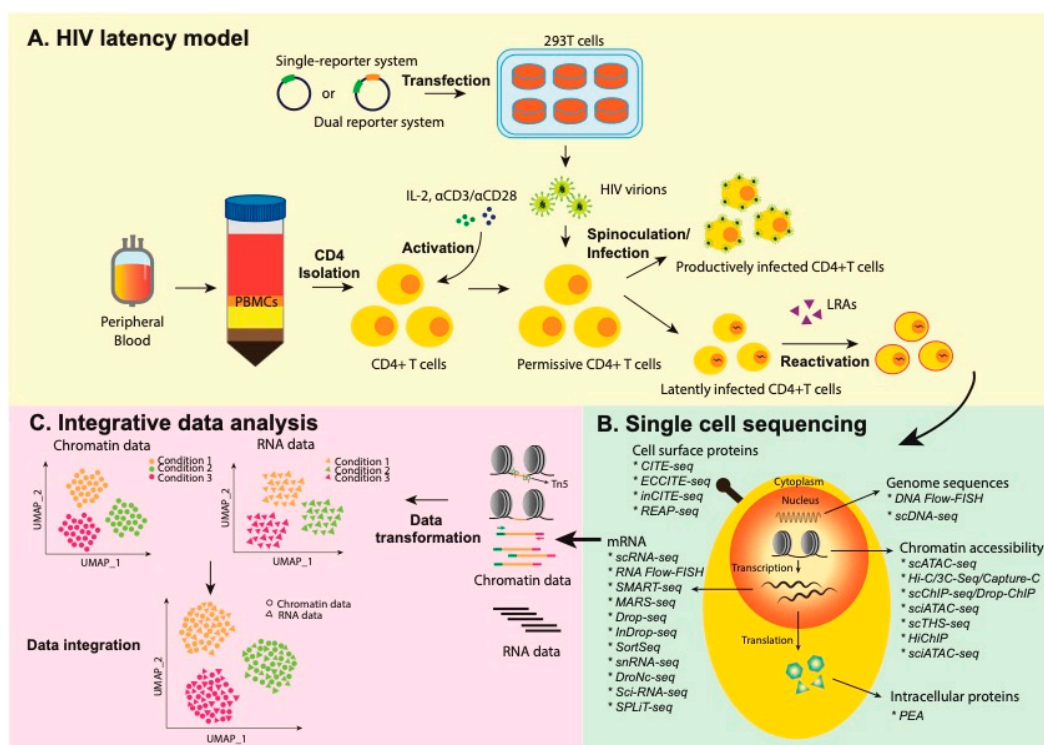 A. HIV latency model
293T cells
Single-reporter system
or
Dual reporter system
Transfection
IL-2, αCD3/αCD28
HIV virions
Activation
Spinoculation/
Infection
Productively infected CD4+T cells
CD4
Isolation
PBMCs
Peripheral
Blood
CD4+ T cells
Permissive CD4+ T cells
LRAs
Reactivation
Latently infected CD4+T cells
B. Single cell sequencing
Cell surface proteins
* CITE-seq
* ECCITE-seq
* inCITE-seq
* REAP-seq
Cytoplasm
Nucleus
Genome sequences
* DNA Flow-FISH
* scDNA-seq
Chromatin accessibility
* scATAC-seq
* Hi-C/3C-Seq/Capture-C
* scChIP-seq/Drop-ChIP
* sciATAC-seq
* scTHS-seq
* HiChIP
* sciATAC-seq
mRNA
* scRNA-seq
* RNA Flow-FISH
* SMART-seq
* MARS-seq
* Drop-seq
* InDrop-seq
* SortSeq
* snRNA-seq
* DroNc-seq
* Sci-RNA-seq
* SPLiT-seq
Transcription
Translation
Intracellular proteins
* PEA
C. Integrative data analysis
Chromatin data
Condition 1
Condition 2
Condition 3
UMAP_2
UMAP_1
RNA data
Condition 1
Condition 2
Condition 3
UMAP_2
UMAP_1
Tn5
Data
transformation
Chromatin data
RNA data
Data integration
Chromatin data
RNA data
UMAP_2
UMAP_1